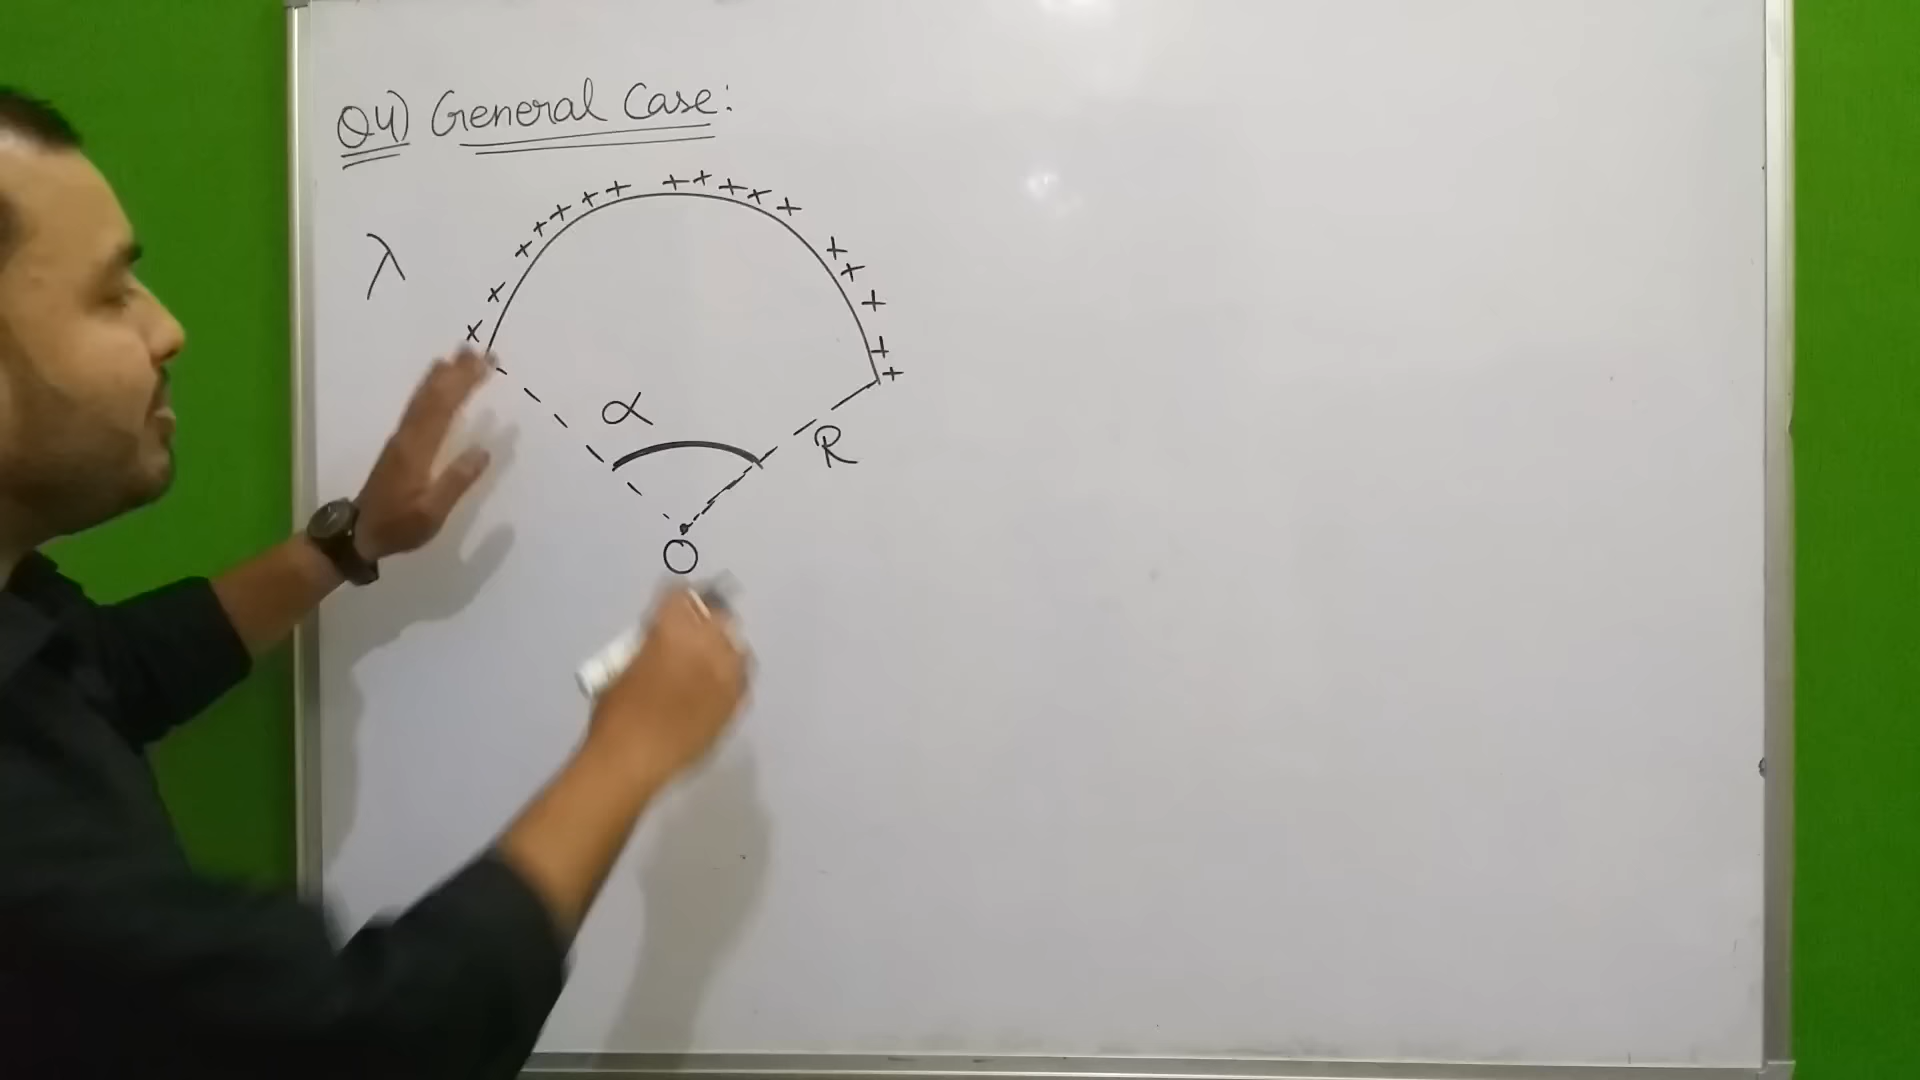 Q4) General Case:
λ
α
R
O